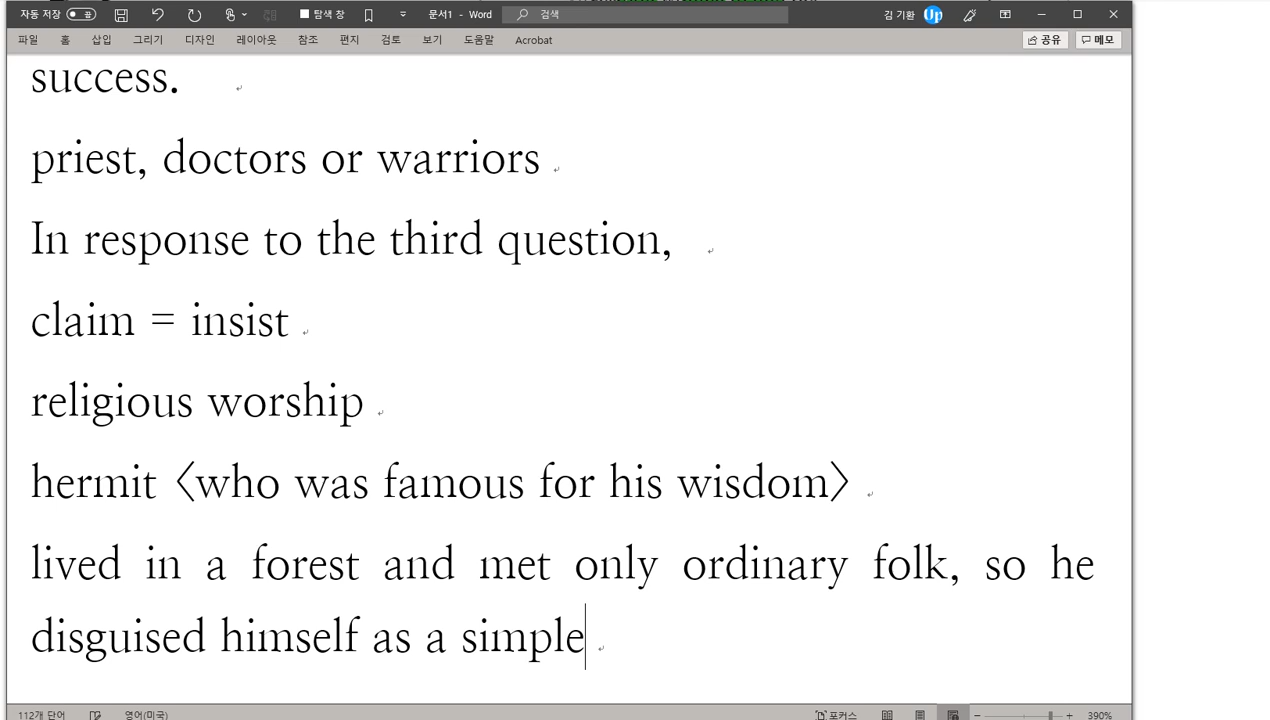 자동 저장 끔 탐색 창 문서1 - Word 검색 김 기환 Up
파일 홈 삽입 그리기 디자인 레이아웃 참조 편지 검토 보기 도움말 Acrobat 공유 메모
success.
priest, doctors or warriors
In response to the third question,
claim = insist
religious worship
hermit 〈who was famous for his wisdom〉
lived in a forest and met only ordinary folk, so he
disguised himself as a simple
112개 단어 영어(미국) 포커스 390%